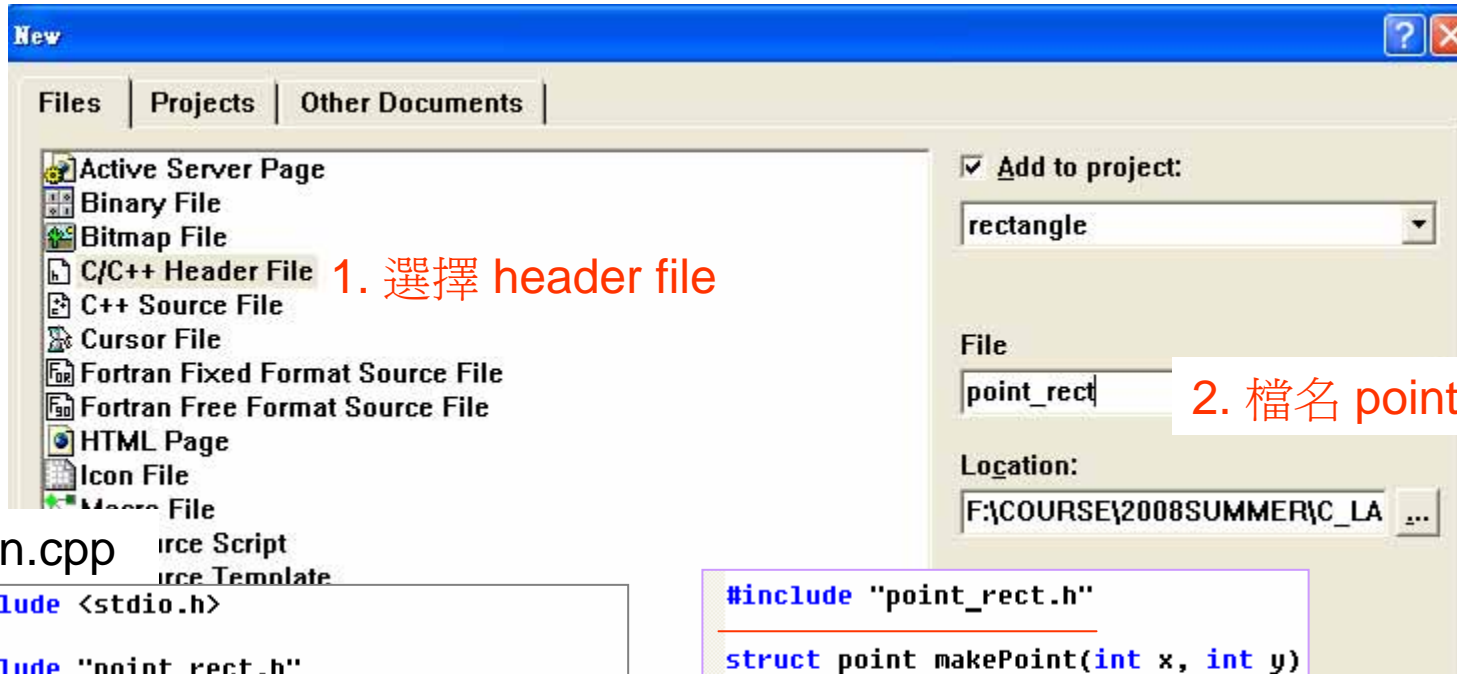 New
Files Projects Other Documents
Active Server Page
Binary File
Bitmap File
C/C++ Header File
1. 選擇 header file
C++ Source File
Cursor File
Fortran Fixed Format Source File
Fortran Free Format Source File
HTML Page
Icon File
File
Add to project:
rectangle
File
point_rect
2. 檔名 point
Location:
F:\COURSE\2008SUMMER\C_LA ...
n.cpp
Script
lude <stdio.h>
lude "point_rect.h"
#include "point_rect.h"
struct point makePoint(int x, int y)